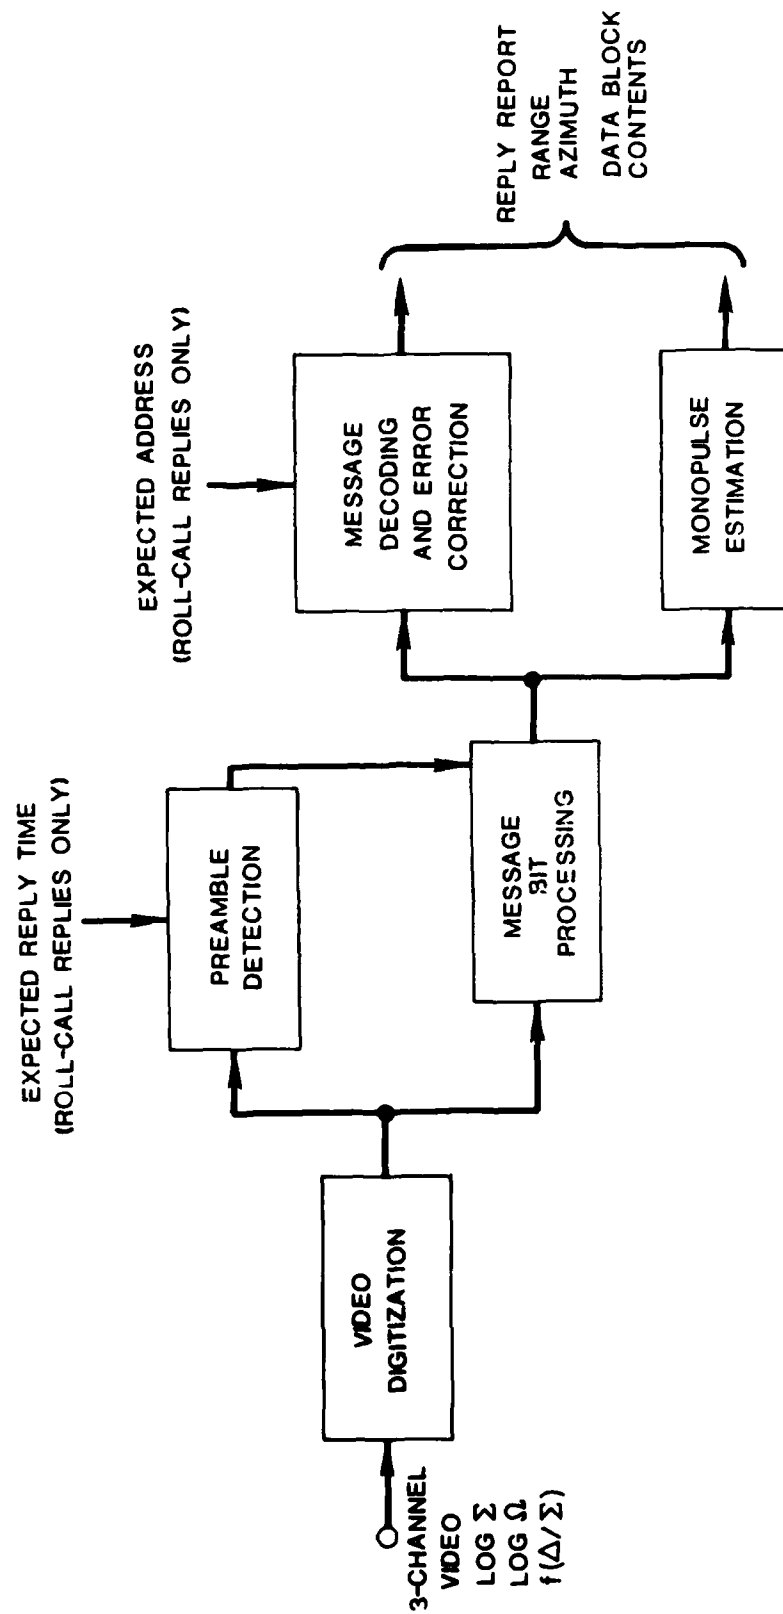 3-CHANNEL
VIDEO
LOG Σ
LOG Ω
f(Δ/Σ)
VIDEO
DIGITIZATION
EXPECTED REPLY TIME
(ROLL-CALL REPLIES ONLY)
PREAMBLE
DETECTION
MESSAGE
BIT
PROCESSING
EXPECTED ADDRESS
(ROLL-CALL REPLIES ONLY)
MESSAGE
DECODING
AND ERROR
CORRECTION
MONOPULSE
ESTIMATION
REPLY REPORT
RANGE
AZIMUTH
DATA BLOCK
CONTENTS